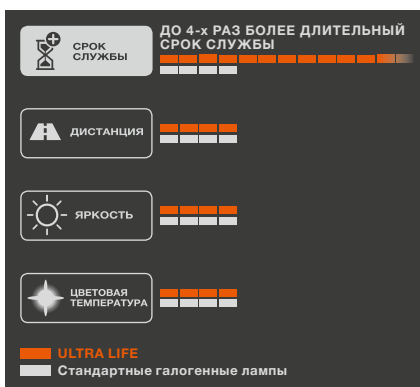 ДО 4-х РАЗ БОЛЕЕ ДЛИТЕЛЬНЫЙ
СРОК СЛУЖБЫ
СРОК
СЛУЖБЫ
ДИСТАНЦИЯ
ЯРКОСТЬ
ЦВЕТОВАЯ
ТЕМПЕРАТУРА
ULTRA LIFE
Стандартные галогенные лампы